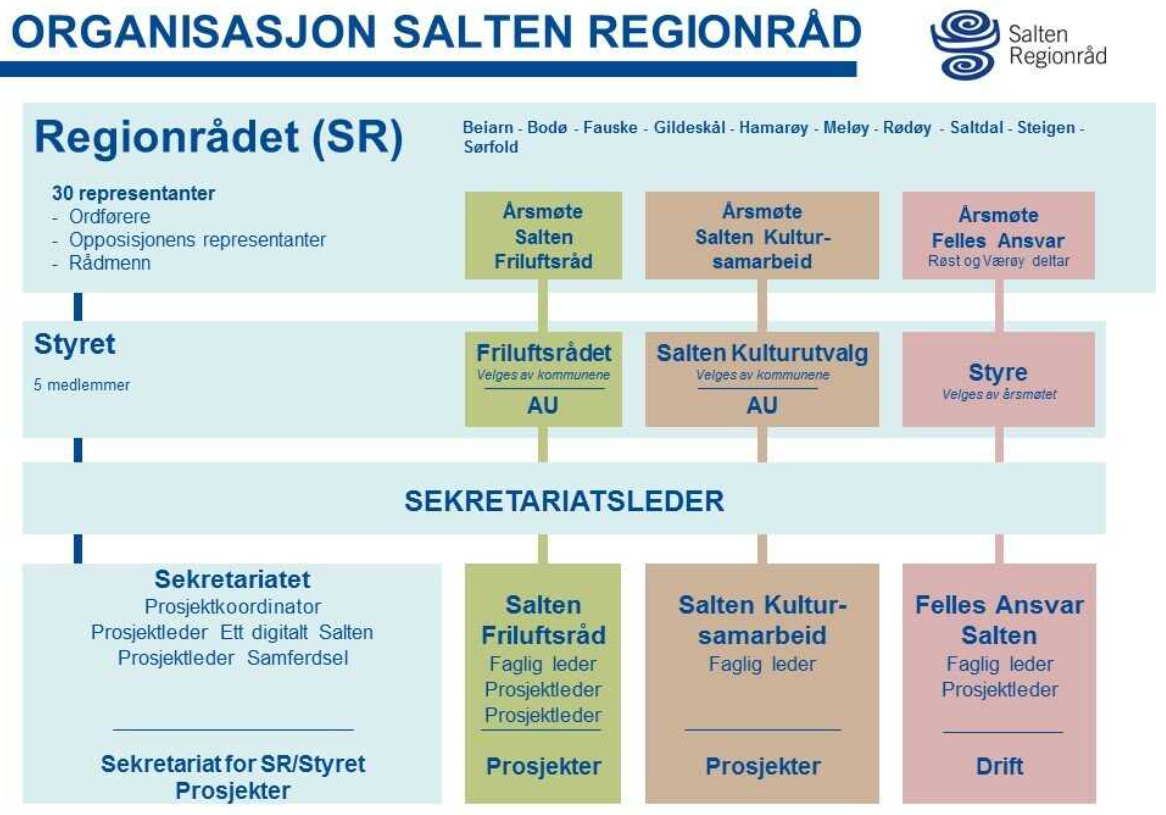 ORGANISASJON SALTEN REGIONRÅD
Salten
Regionråd
Regionrådet (SR)
Beiarn - Bodø - Fauske - Gildeskål - Hamarøy - Meløy - Rødøy - Saltdal - Steigen -
Sørfold
30 representanter
- Ordførere
- Opposisjonens representanter
- Rådmenn
Årsmøte
Salten
Friluftsråd
Årsmøte
Salten Kultur-
samarbeid
Årsmøte
Felles Ansvar
Røst og Værøy deltar
Styret
5 medlemmer
Friluftsrådet
Velges av kommunene
AU
Salten Kulturutvalg
Velges av kommunene
AU
Styre
Velges av årsmøtet
SEKRETARIATSLEDER
Sekretariatet
Prosjektkoordinator
Prosjektleder Ett digitalt Salten
Prosjektleder Samferdsel
Sekretariat for SR/Styret
Prosjekter
Salten
Friluftsråd
Faglig leder
Prosjektleder
Prosjektleder
Prosjekter
Salten Kultur-
samarbeid
Faglig leder
Prosjekter
Felles Ansvar
Salten
Faglig leder
Prosjektleder
Drift